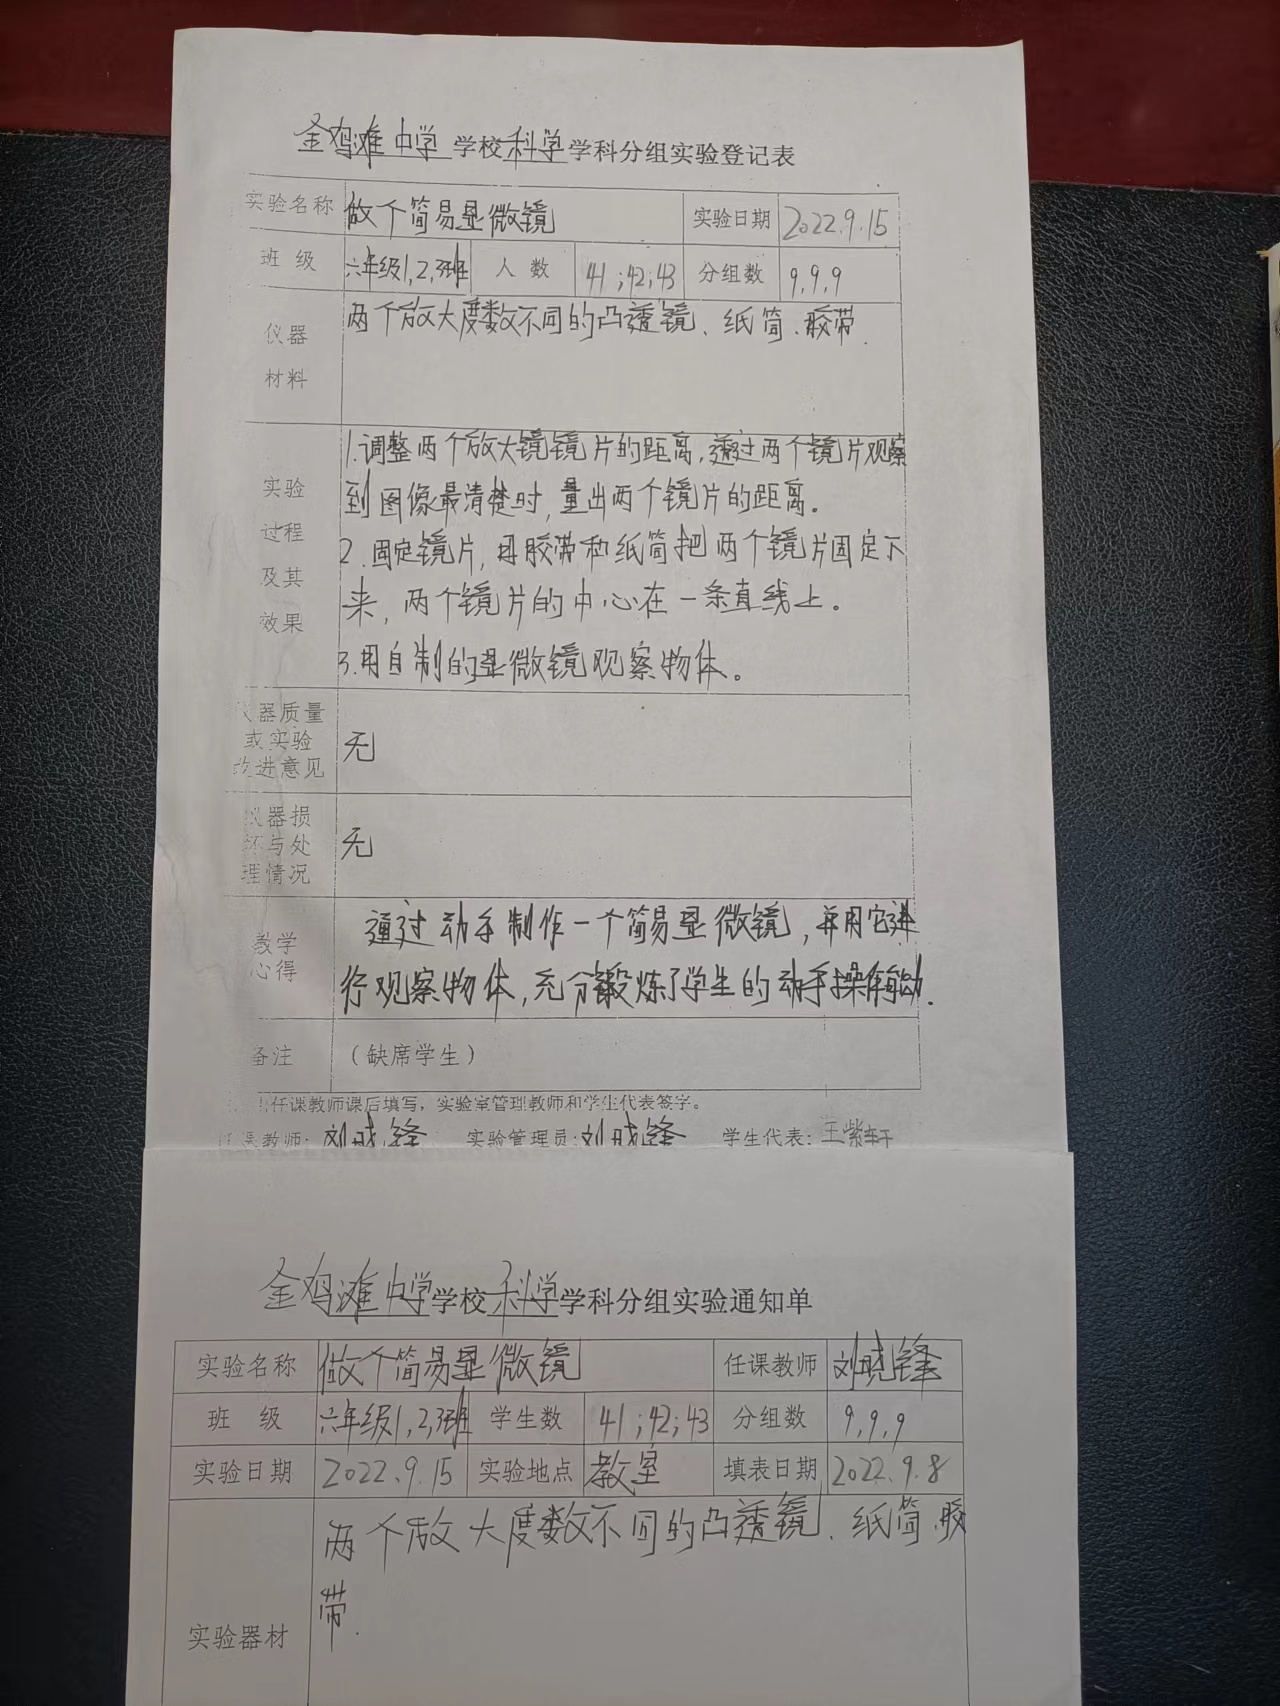 金鸡滩中学学校科学学科分组实验登记表
实验名称 做个简易显微镜 实验日期 2022.9.15
班 级 六年级1,2,3班 人 数 41;42;43 分组数 9,9,9
仪器
材料
两个放大度数不同的凸透镜、纸筒、胶带.
实验
过程
及其
效果
1.调整两个放大镜镜片的距离,通过两个镜片观察
到图像最清楚时,量出两个镜片的距离。
2.固定镜片,用胶带和纸筒把两个镜片固定下
来,两个镜片的中心在一条直线上。
3.用自制的显微镜观察物体。
仪器质量
或实验
改进意见
无
仪器损
坏与处
理情况
无
教学
心得
通过动手制作一个简易显微镜,并用它进
行观察物体,充分锻炼了学生的动手操作能力.
备注 (缺席学生)
任课教师课后填写,实验室管理教师和学生代表签字。
任课教师:刘晓锋 实验管理员:刘晓锋 学生代表:王紫轩
金鸡滩中学学校科学学科分组实验通知单
实验名称 做个简易显微镜 任课教师 刘晓锋
班 级 六年级1,2,3班 学生数 41;42;43 分组数 9,9,9
实验日期 2022.9.15 实验地点 教室 填表日期 2022.9.8
实验器材
两个放大度数不同的凸透镜、纸筒、胶
带.